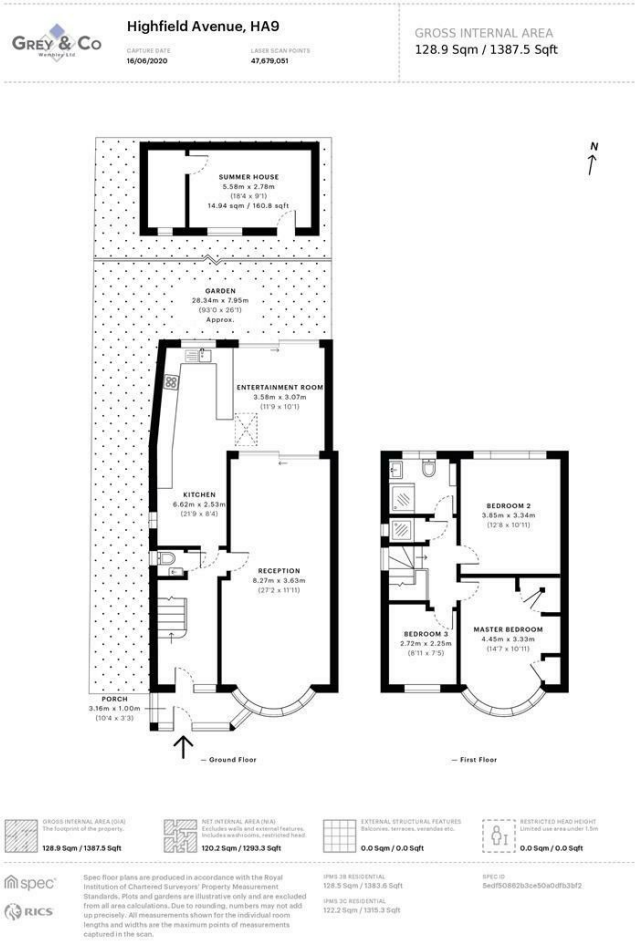 GREY & CO
Wembley Ltd
Highfield Avenue, HA9
CAPTURE DATE
16/06/2020
LASER SCAN POINTS
47,679,051
GROSS INTERNAL AREA
128.9 Sqm / 1387.5 Sqft
N
SUMMER HOUSE
5.58m x 2.78m
(18'4 x 9'1)
14.94 sqm / 160.8 sqft
GARDEN
28.34m x 7.95m
(93'0 x 26'1)
Approx.
ENTERTAINMENT ROOM
3.58m x 3.07m
(11'9 x 10'1)
KITCHEN
6.62m x 2.53m
(21'9 x 8'4)
RECEPTION
8.27m x 3.63m
(27'2 x 11'11)
PORCH
3.16m x 1.00m
(10'4 x 3'3)
— Ground Floor
BEDROOM 2
3.85m x 3.34m
(12'8 x 10'11)
MASTER BEDROOM
4.45m x 3.33m
(14'7 x 10'11)
BEDROOM 3
2.72m x 2.25m
(8'11 x 7'5)
— First Floor
GROSS INTERNAL AREA (GIA)
The footprint of the property.
128.9 Sqm / 1387.5 Sqft
NET INTERNAL AREA (NIA)
Excludes walls and external features.
Includes washrooms, restricted head.
120.2 Sqm / 1293.3 Sqft
EXTERNAL STRUCTURAL FEATURES
Balconies, terraces, verandas etc.
0.0 Sqm / 0.0 Sqft
RESTRICTED HEAD HEIGHT
Limited use area under 1.5m
0.0 Sqm / 0.0 Sqft
spec
RICS
Spec floor plans are produced in accordance with the Royal
Institution of Chartered Surveyors' Property Measurement
Standards. Plots and gardens are illustrative only and are excluded
from all area calculations. Due to rounding, numbers may not add
up precisely. All measurements shown for the individual room
lengths and widths are the maximum points of measurements
captured in the scan.
IPMS 3B RESIDENTIAL
128.5 Sqm / 1383.6 Sqft
IPMS 3C RESIDENTIAL
122.2 Sqm / 1315.3 Sqft
SPEC ID